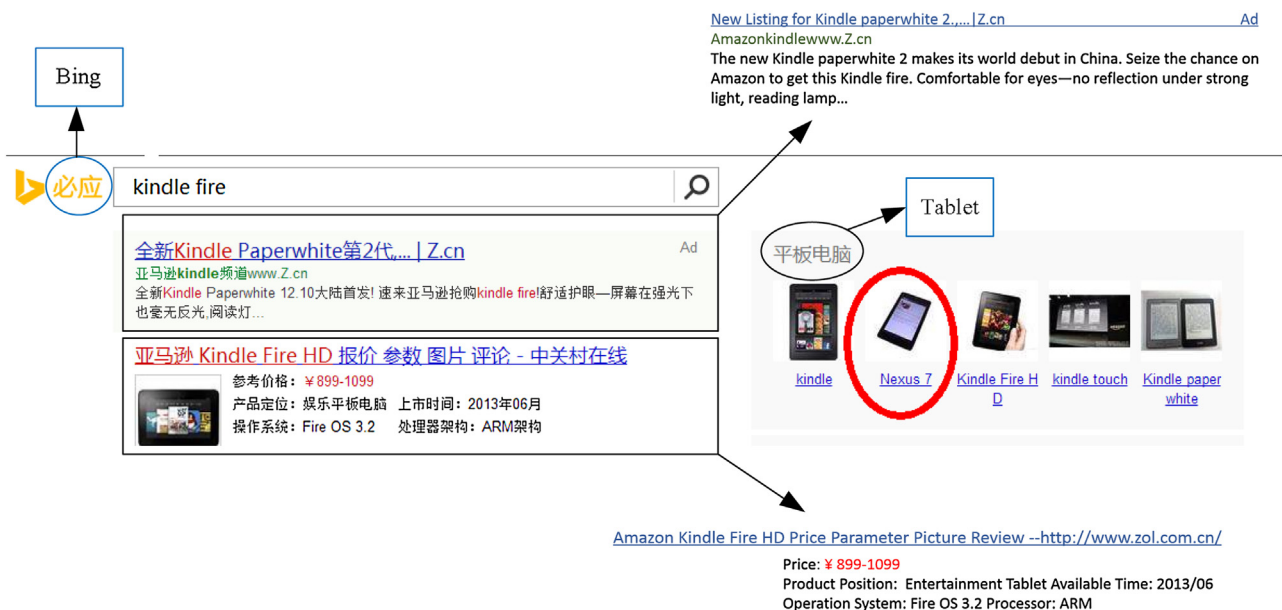 New Listing for Kindle paperwhite 2.,...|Z.cn Ad
Amazonkindlewww.Z.cn
The new Kindle paperwhite 2 makes its world debut in China. Seize the chance on
Amazon to get this Kindle fire. Comfortable for eyes—no reflection under strong
light, reading lamp...
Bing
必应
kindle fire
Tablet
全新Kindle Paperwhite第2代,... | Z.cn Ad
亚马逊kindle频道www.Z.cn
全新Kindle Paperwhite 12.10大陆首发! 速来亚马逊抢购kindle fire!舒适护眼—屏幕在强光下
也毫无反光,阅读灯...
平板电脑
亚马逊 Kindle Fire HD 报价 参数 图片 评论 - 中关村在线
参考价格：￥899-1099
产品定位：娱乐平板电脑 上市时间：2013年06月
操作系统：Fire OS 3.2 处理器架构：ARM架构
kindle
Nexus 7
Kindle Fire H
D
kindle touch
Kindle paper
white
Amazon Kindle Fire HD Price Parameter Picture Review --http://www.zol.com.cn/
Price: ￥899-1099
Product Position: Entertainment Tablet Available Time: 2013/06
Operation System: Fire OS 3.2 Processor: ARM